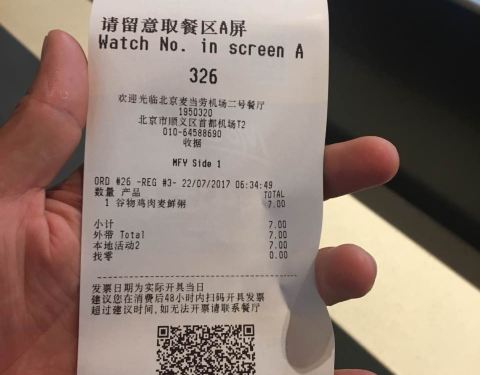 请留意取餐区A屏
Watch No. in screen A
326
欢迎光临北京麦当劳机场二号餐厅
1950320
北京市顺义区首都机场T2
010-64588690
收据
MFY Side 1
ORD #26 -REG #3- 22/07/2017 06:34:49
数量 产品 TOTAL
1 谷物鸡肉麦鲜粥 7.00
小计 7.00
外带 Total 7.00
本地活动2 7.00
找零 0.00
发票日期为实际开具当日
建议您在消费后48小时内扫码开具发票
超过建议时间,如无法开票请联系餐厅